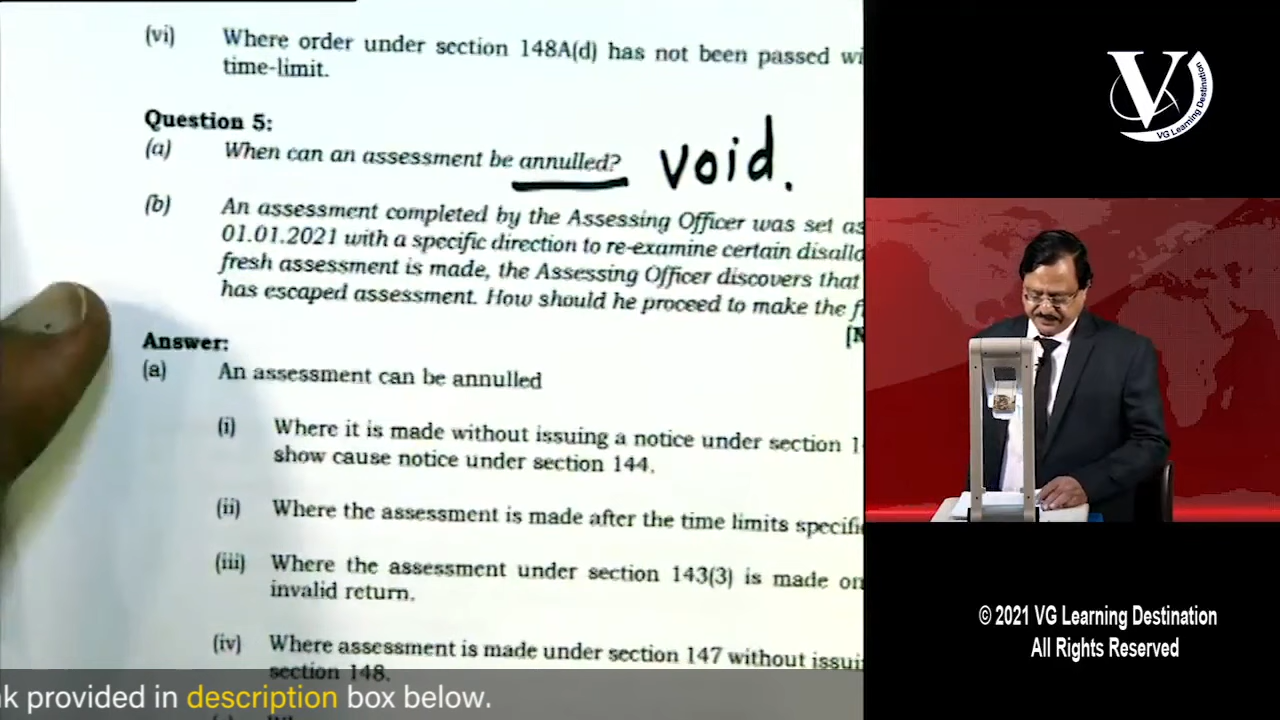 (vi) Where order under section 148A(d) has not been passed wi
time-limit.
Question 5:
(a) When can an assessment be annulled? void.
(b) An assessment completed by the Assessing Officer was set as
01.01.2021 with a specific direction to re-examine certain disallo
fresh assessment is made, the Assessing Officer discovers that
has escaped assessment. How should he proceed to make the f
[N
Answer:
(a) An assessment can be annulled
(i) Where it is made without issuing a notice under section 1
show cause notice under section 144.
(ii) Where the assessment is made after the time limits specifi
(iii) Where the assessment under section 143(3) is made on
invalid return.
(iv) Where assessment is made under section 147 without issui
section 148.
nk provided in description box below.
V
VG Learning Destination
© 2021 VG Learning Destination
All Rights Reserved